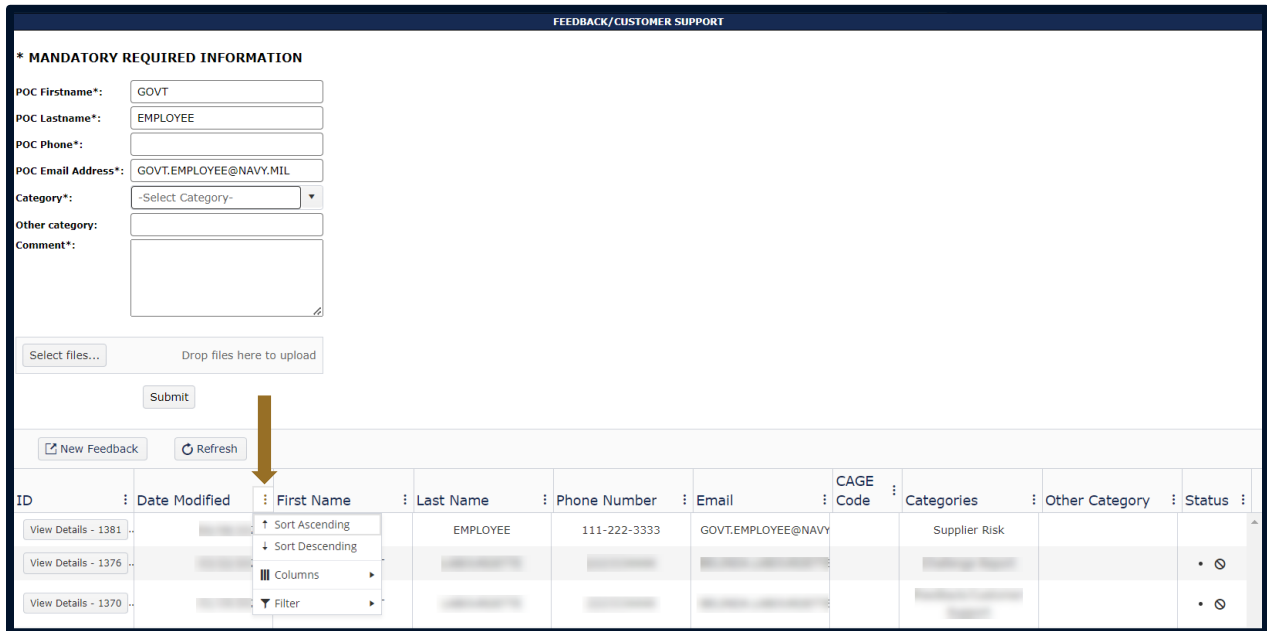 FEEDBACK/CUSTOMER SUPPORT
* MANDATORY REQUIRED INFORMATION
POC Firstname*: GOVT
POC Lastname*: EMPLOYEE
POC Phone*:
POC Email Address*: GOVT.EMPLOYEE@NAVY.MIL
Category*: -Select Category-
Other category:
Comment*:
Select files... Drop files here to upload
Submit
New Feedback Refresh
ID Date Modified First Name Last Name Phone Number Email CAGE Code Categories Other Category Status
View Details - 1381 .. EMPLOYEE 111-222-3333 GOVT.EMPLOYEE@NAVY Supplier Risk
Sort Ascending
Sort Descending
View Details - 1376 ..
Columns
View Details - 1370 ..
Filter